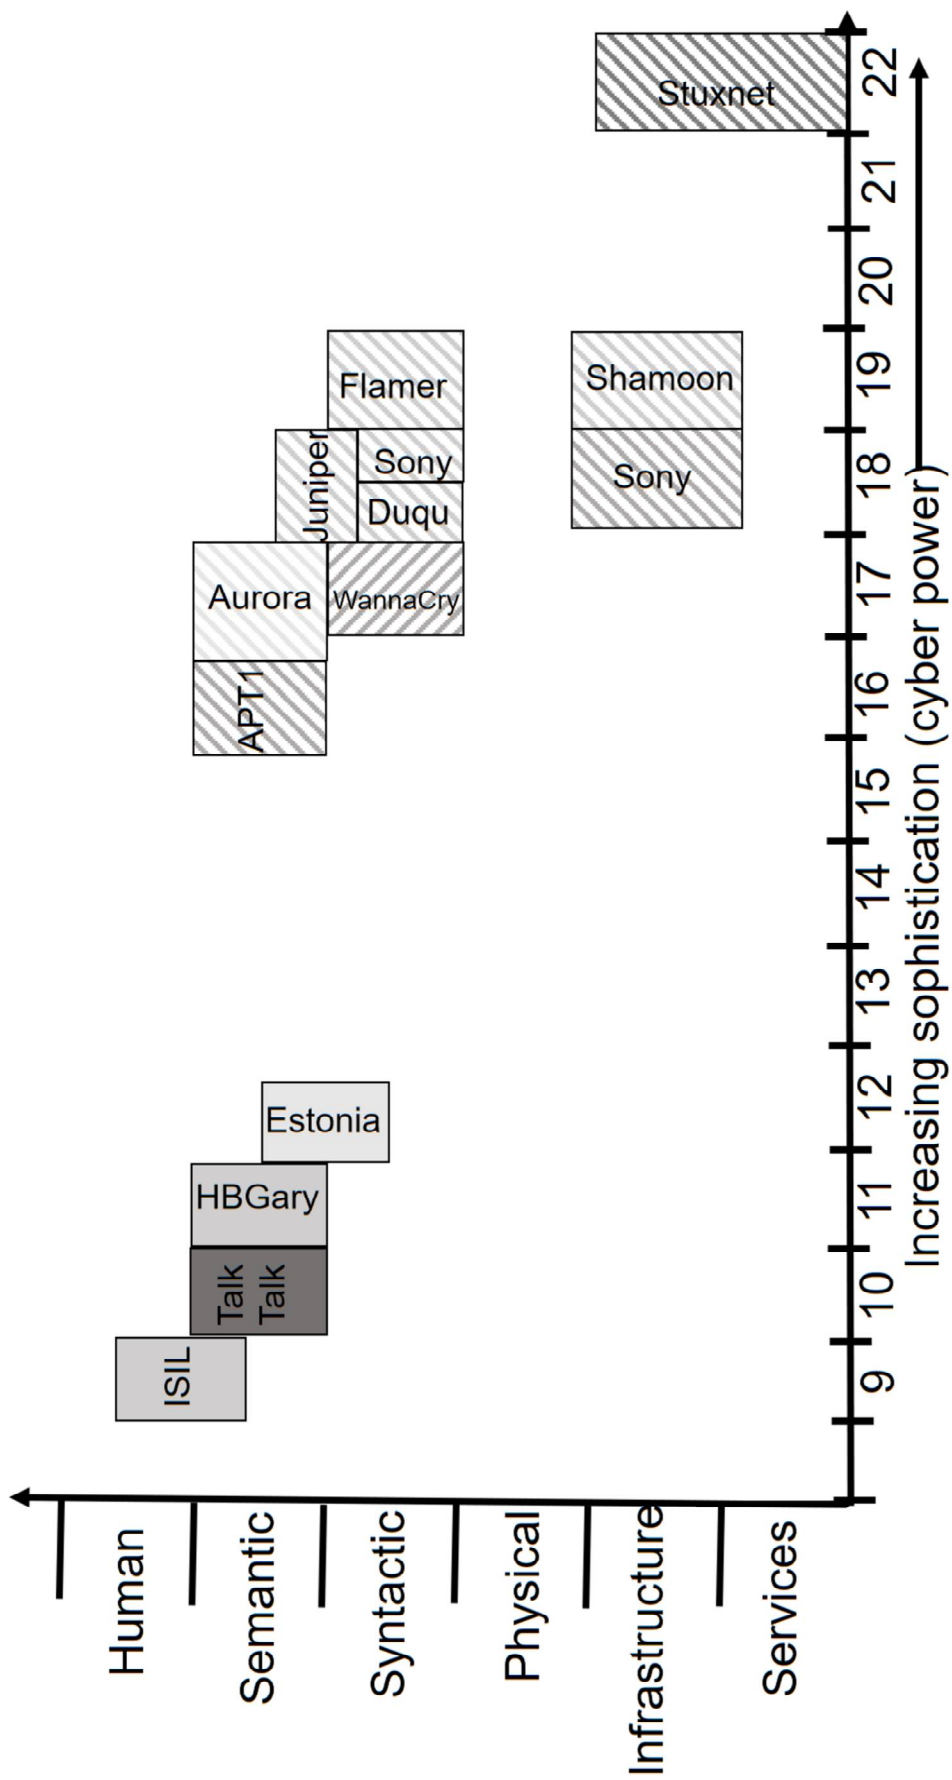 Stuxnet
Flamer
Shamoon
Juniper
Sony
Sony
Duqu
Aurora
WannaCry
APT1
Estonia
HBGary
Talk
Talk
ISIL
22
21
20
19
18
17
16
15
14
13
12
11
10
9
Increasing sophistication (cyber power)
Human
Semantic
Syntactic
Physical
Infrastructure
Services